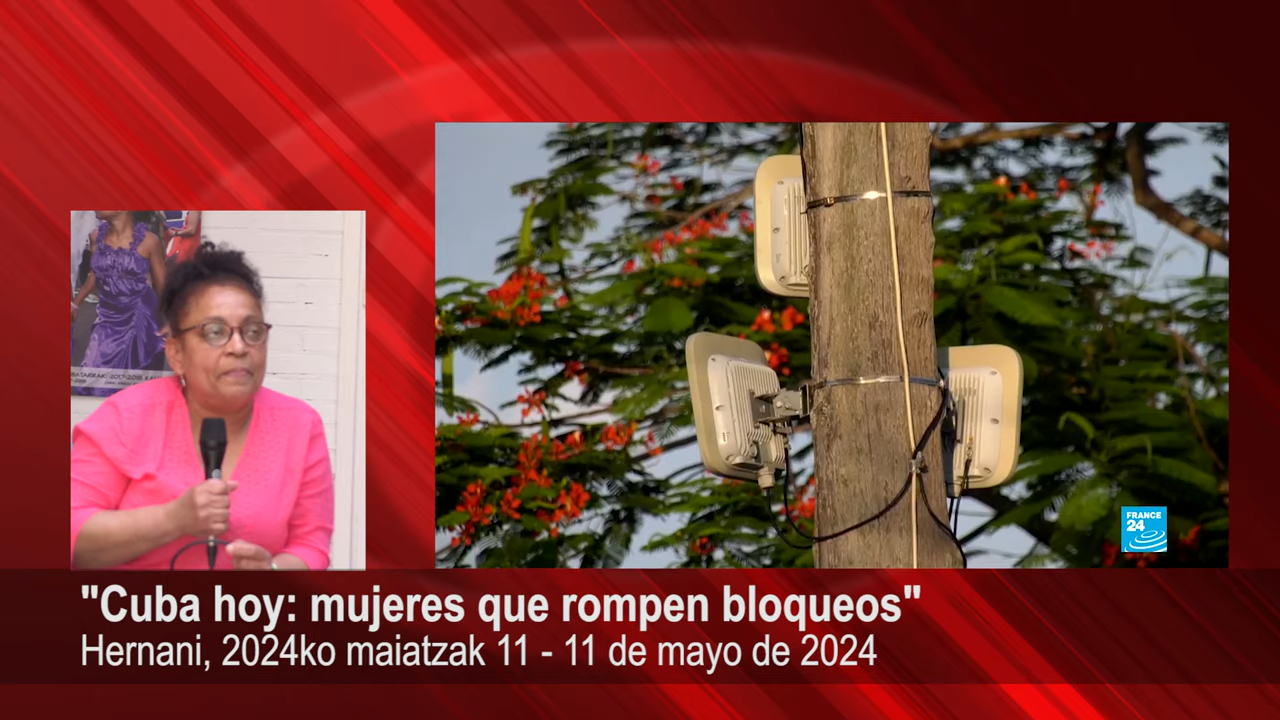 FRANCE
24
"Cuba hoy: mujeres que rompen bloqueos"
Hernani, 2024ko maiatzak 11 - 11 de mayo de 2024